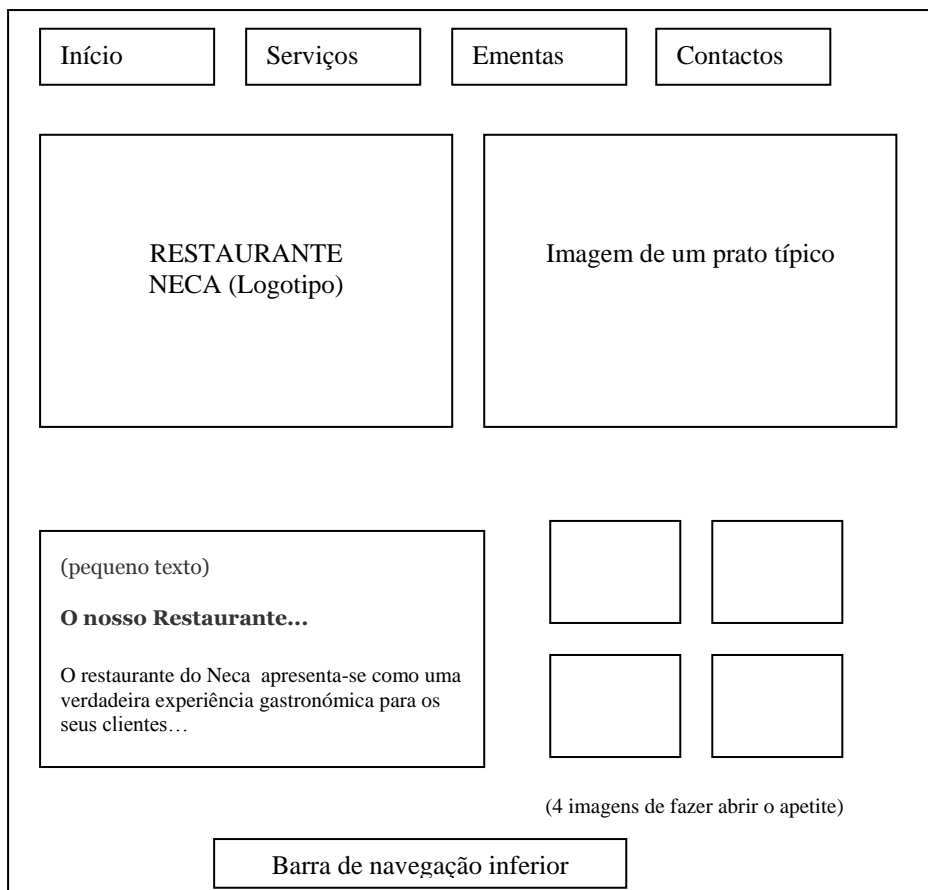 Início
Serviços
Ementas
Contactos
RESTAURANTE
NECA (Logotipo)
Imagem de um prato típico
(pequeno texto)
O nosso Restaurante...
O restaurante do Neca  apresenta-se como uma
verdadeira experiência gastronómica para os
seus clientes…
(4 imagens de fazer abrir o apetite)
Barra de navegação inferior